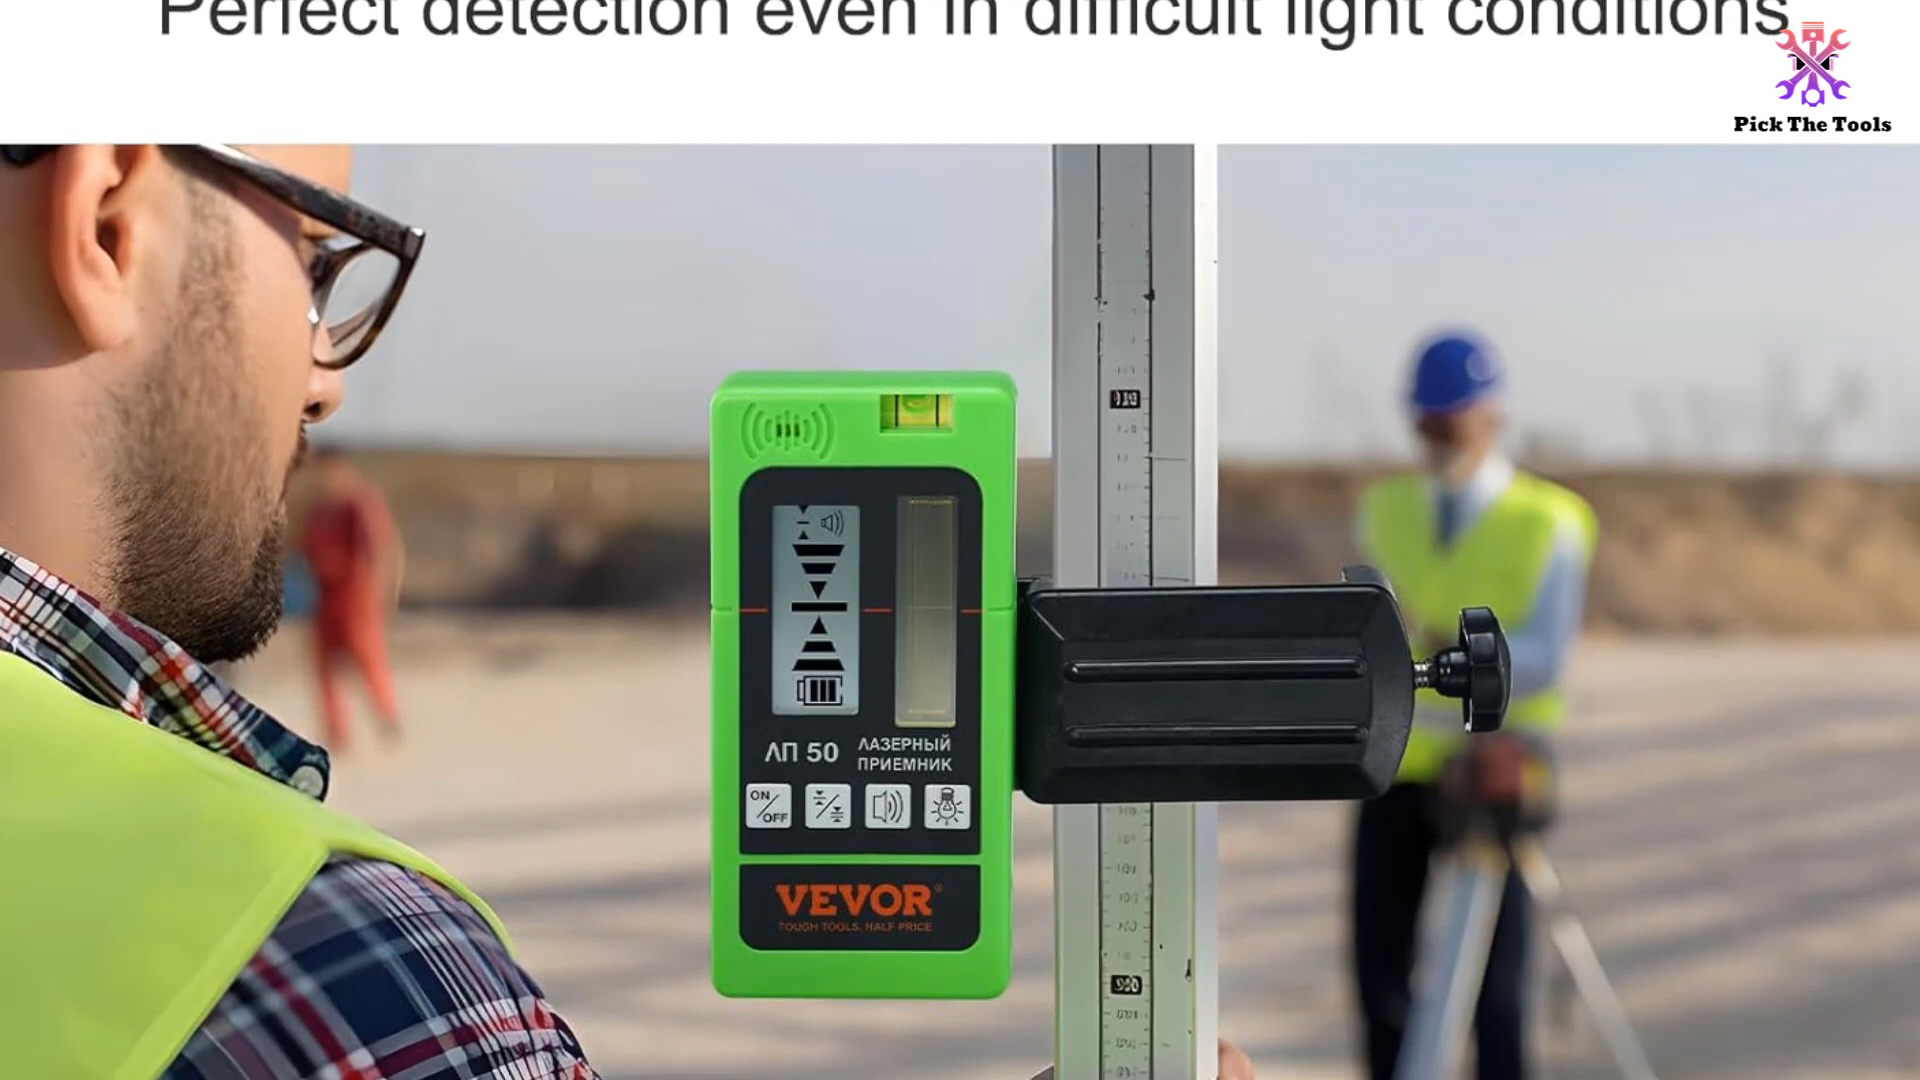 Perfect detection even in difficult light conditions
Pick The Tools
ЛП 50
ЛАЗЕРНЫЙ
ПРИЕМНИК
ON
OFF
VEVOR®
TOUGH TOOLS, HALF PRICE